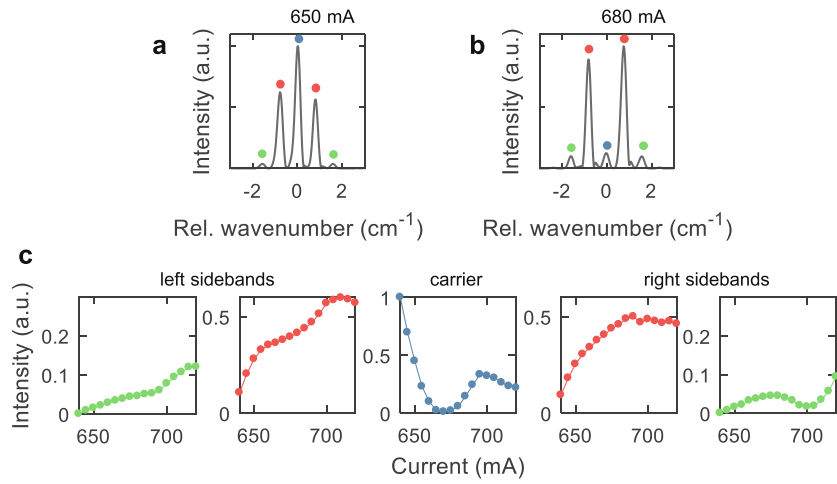 650 mA
680 mA
a
b
Intensity (a.u.)
Intensity (a.u.)
-2 0 2
-2 0 2
Rel. wavenumber (cm⁻¹)
Rel. wavenumber (cm⁻¹)
c
left sidebands
carrier
right sidebands
Intensity (a.u.)
0.2
0.1
0
0.5
0
1
0.5
0
0.5
0
0.2
0.1
0
650 700
650 700
650 700
650 700
650 700
Current (mA)